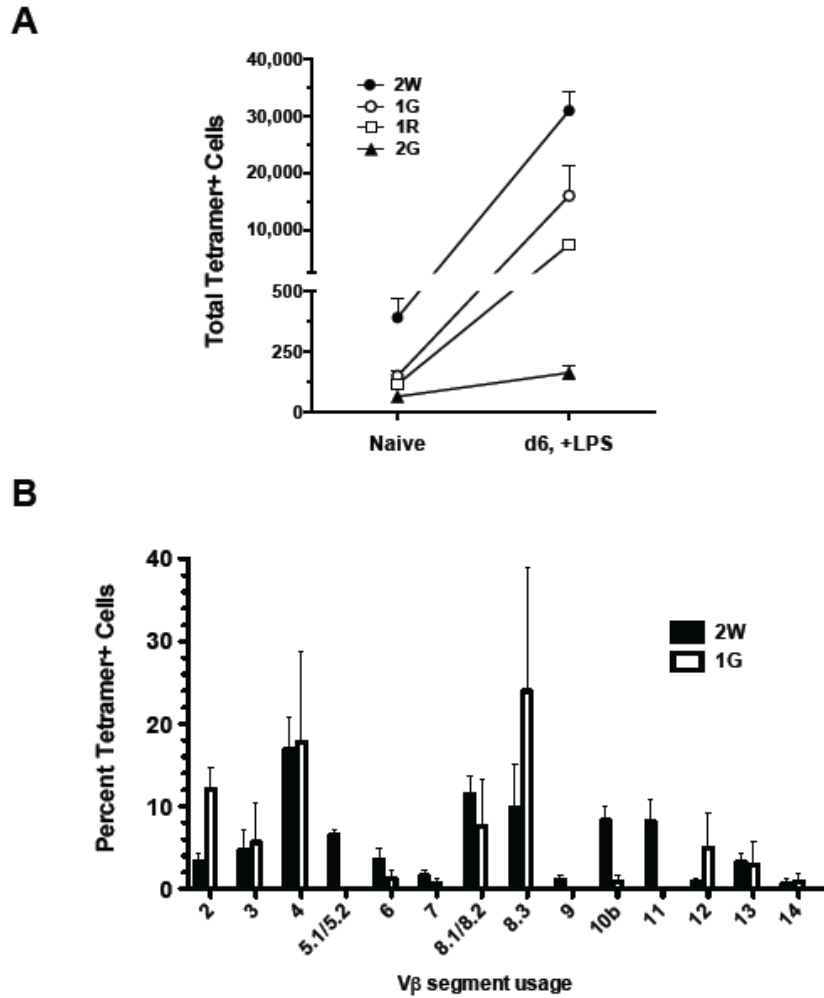 A
40,000
30,000
20,000
10,000
500
250
0
Total Tetramer+ Cells
2W
1G
1R
2G
Naive
d6, +LPS
B
40
30
20
10
0
Percent Tetramer+ Cells
2W
1G
2
3
4
5.1/5.2
6
7
8.1/8.2
8.3
9
10b
11
12
13
14
Vβ segment usage